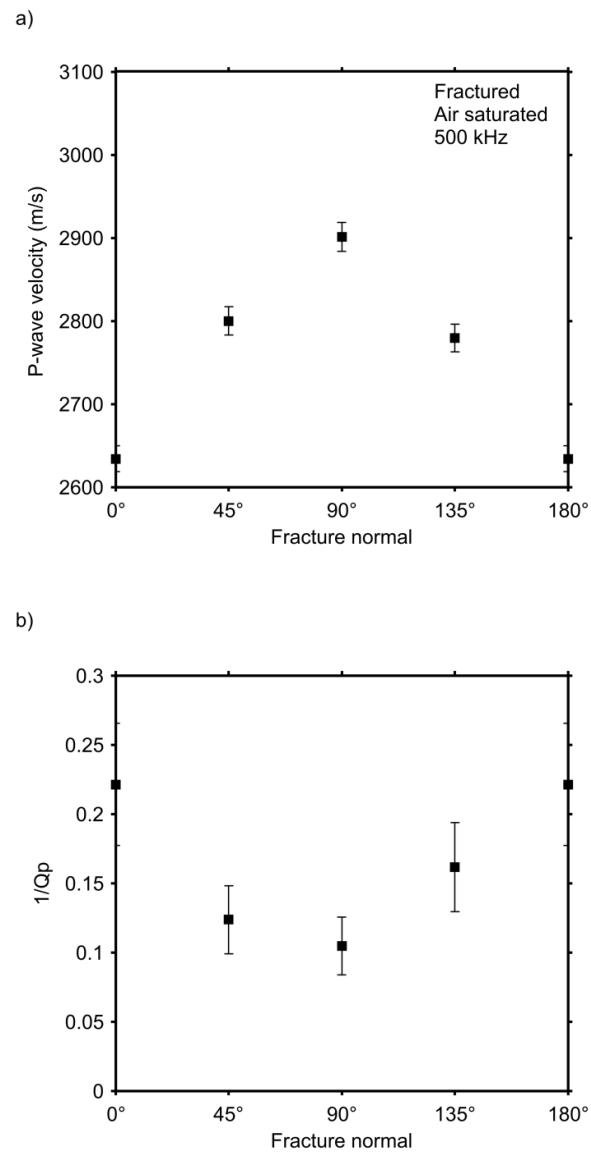 a)
3100
Fractured
Air saturated
500 kHz
3000
2900
2800
2700
2600
P-wave velocity (m/s)
0° 45° 90° 135° 180°
Fracture normal
b)
0.3
0.25
0.2
0.15
0.1
0.05
0
1/Qp
0° 45° 90° 135° 180°
Fracture normal